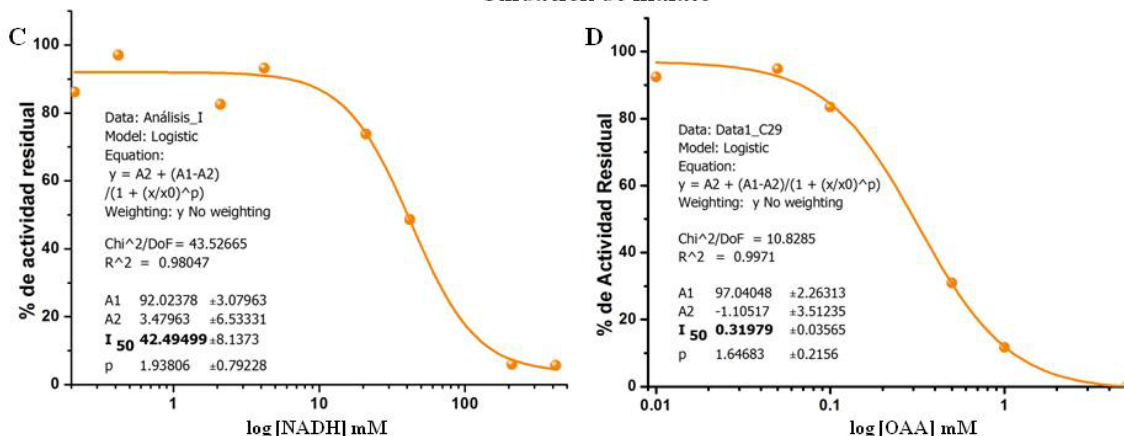 C
% de actividad residual
100
80
60
40
20
0
Data: Análisis_I
Model: Logistic
Equation:
y = A2 + (A1-A2)
/(1 + (x/x0)^p)
Weighting: y No weighting
Chi^2/DoF = 43.52665
R^2 = 0.98047
A1 92.02378 ±3.07963
A2 3.47963 ±6.53331
I 50 42.49499 ±8.1373
p 1.93806 ±0.79228
1 10 100
log [NADH] mM
D
% de Actividad Residual
100
80
60
40
20
0
Data: Data1_C29
Model: Logistic
Equation:
y = A2 + (A1-A2)/(1 + (x/x0)^p)
Weighting: y No weighting
Chi^2/DoF = 10.8285
R^2 = 0.9971
A1 97.04048 ±2.26313
A2 -1.10517 ±3.51235
I 50 0.31979 ±0.03565
p 1.64683 ±0.2156
0.01 0.1 1
log [OAA] mM